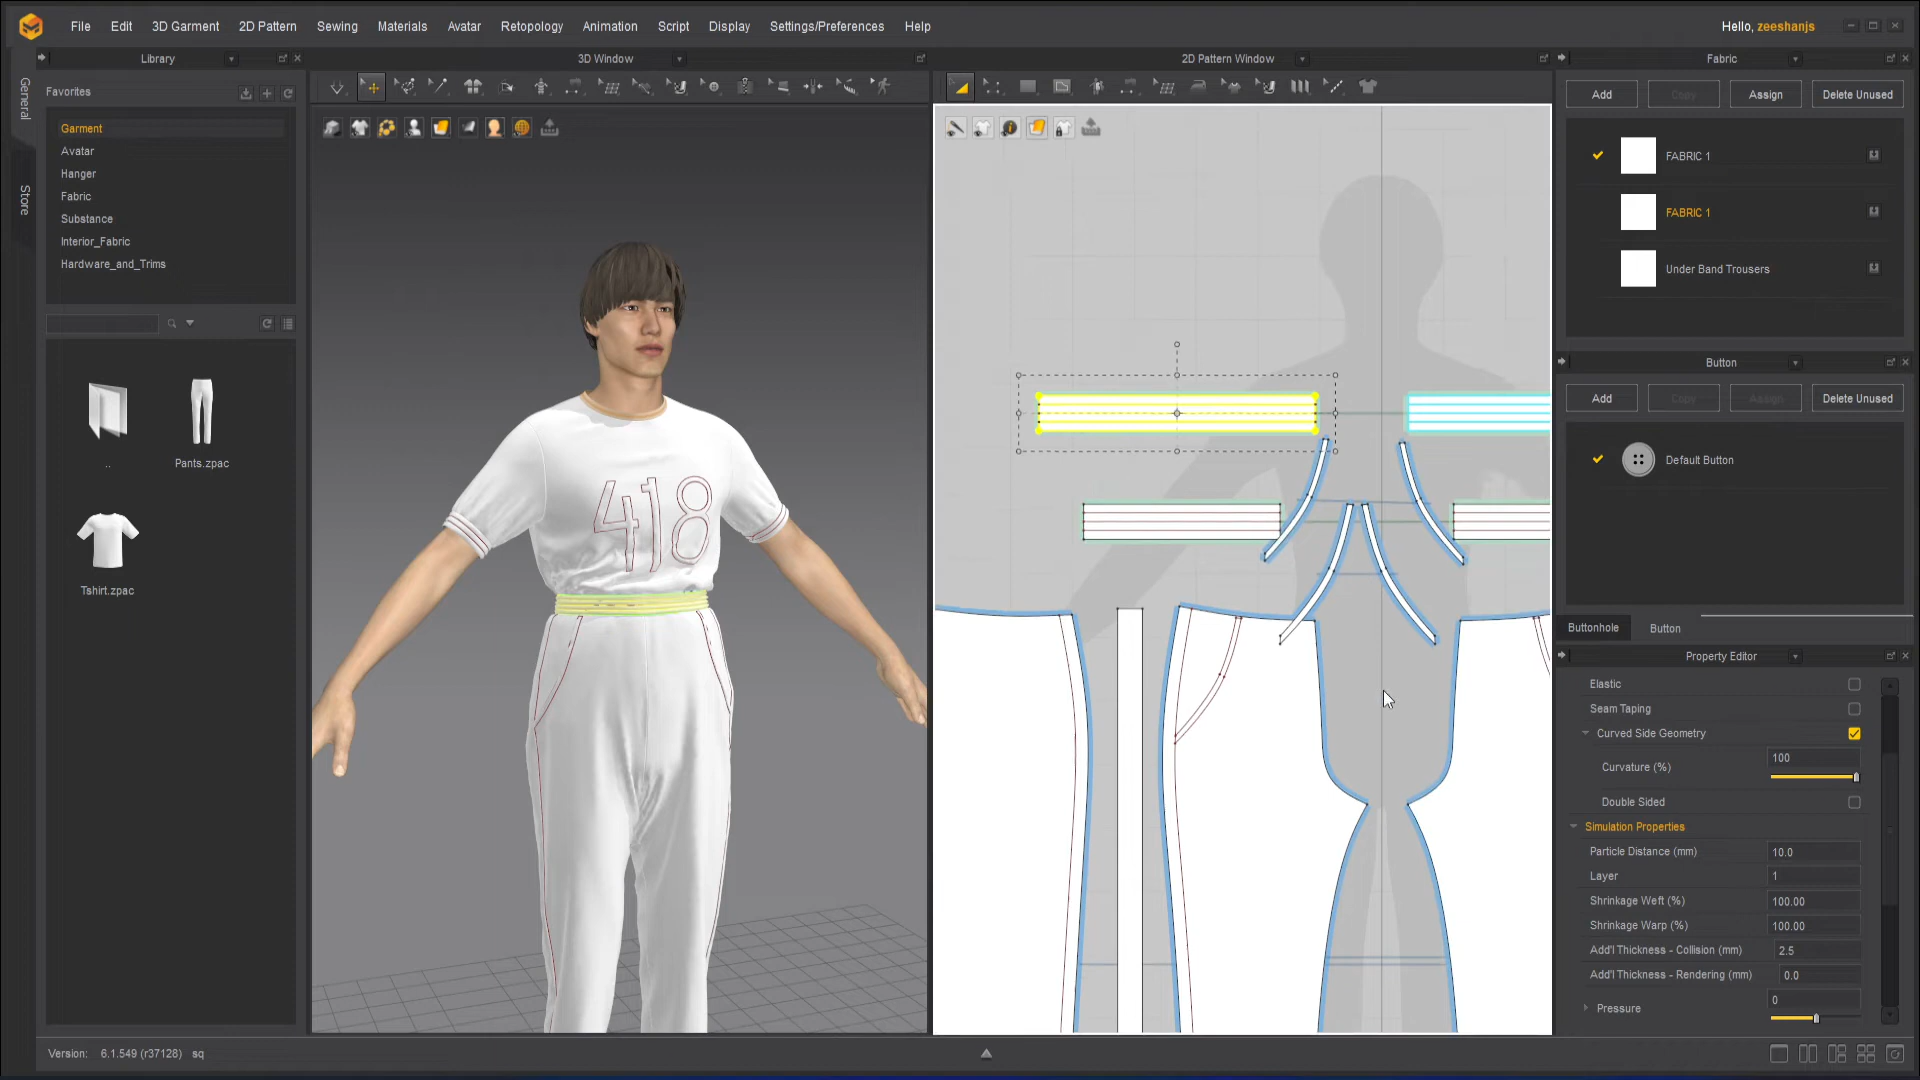 File Edit 3D Garment 2D Pattern Sewing Materials Avatar Retopology Animation Script Display Settings/Preferences Help
Hello, zeeshanjs
Library
3D Window
2D Pattern Window
Fabric
General
Store
Favorites
Garment
Avatar
Hanger
Fabric
Substance
Interior_Fabric
Hardware_and_Trims
..
Pants.zpac
Tshirt.zpac
418
Add Copy Assign Delete Unused
FABRIC 1
FABRIC 1
Under Band Trousers
Button
Add Copy Assign Delete Unused
Default Button
Buttonhole Button
Property Editor
Elastic
Seam Taping
Curved Side Geometry
Curvature (%) 100
Double Sided
Simulation Properties
Particle Distance (mm) 10.0
Layer 1
Shrinkage Weft (%) 100.00
Shrinkage Warp (%) 100.00
Add'l Thickness - Collision (mm) 2.5
Add'l Thickness - Rendering (mm) 0.0
Pressure 0
Version: 6.1.549 (r37128) sq